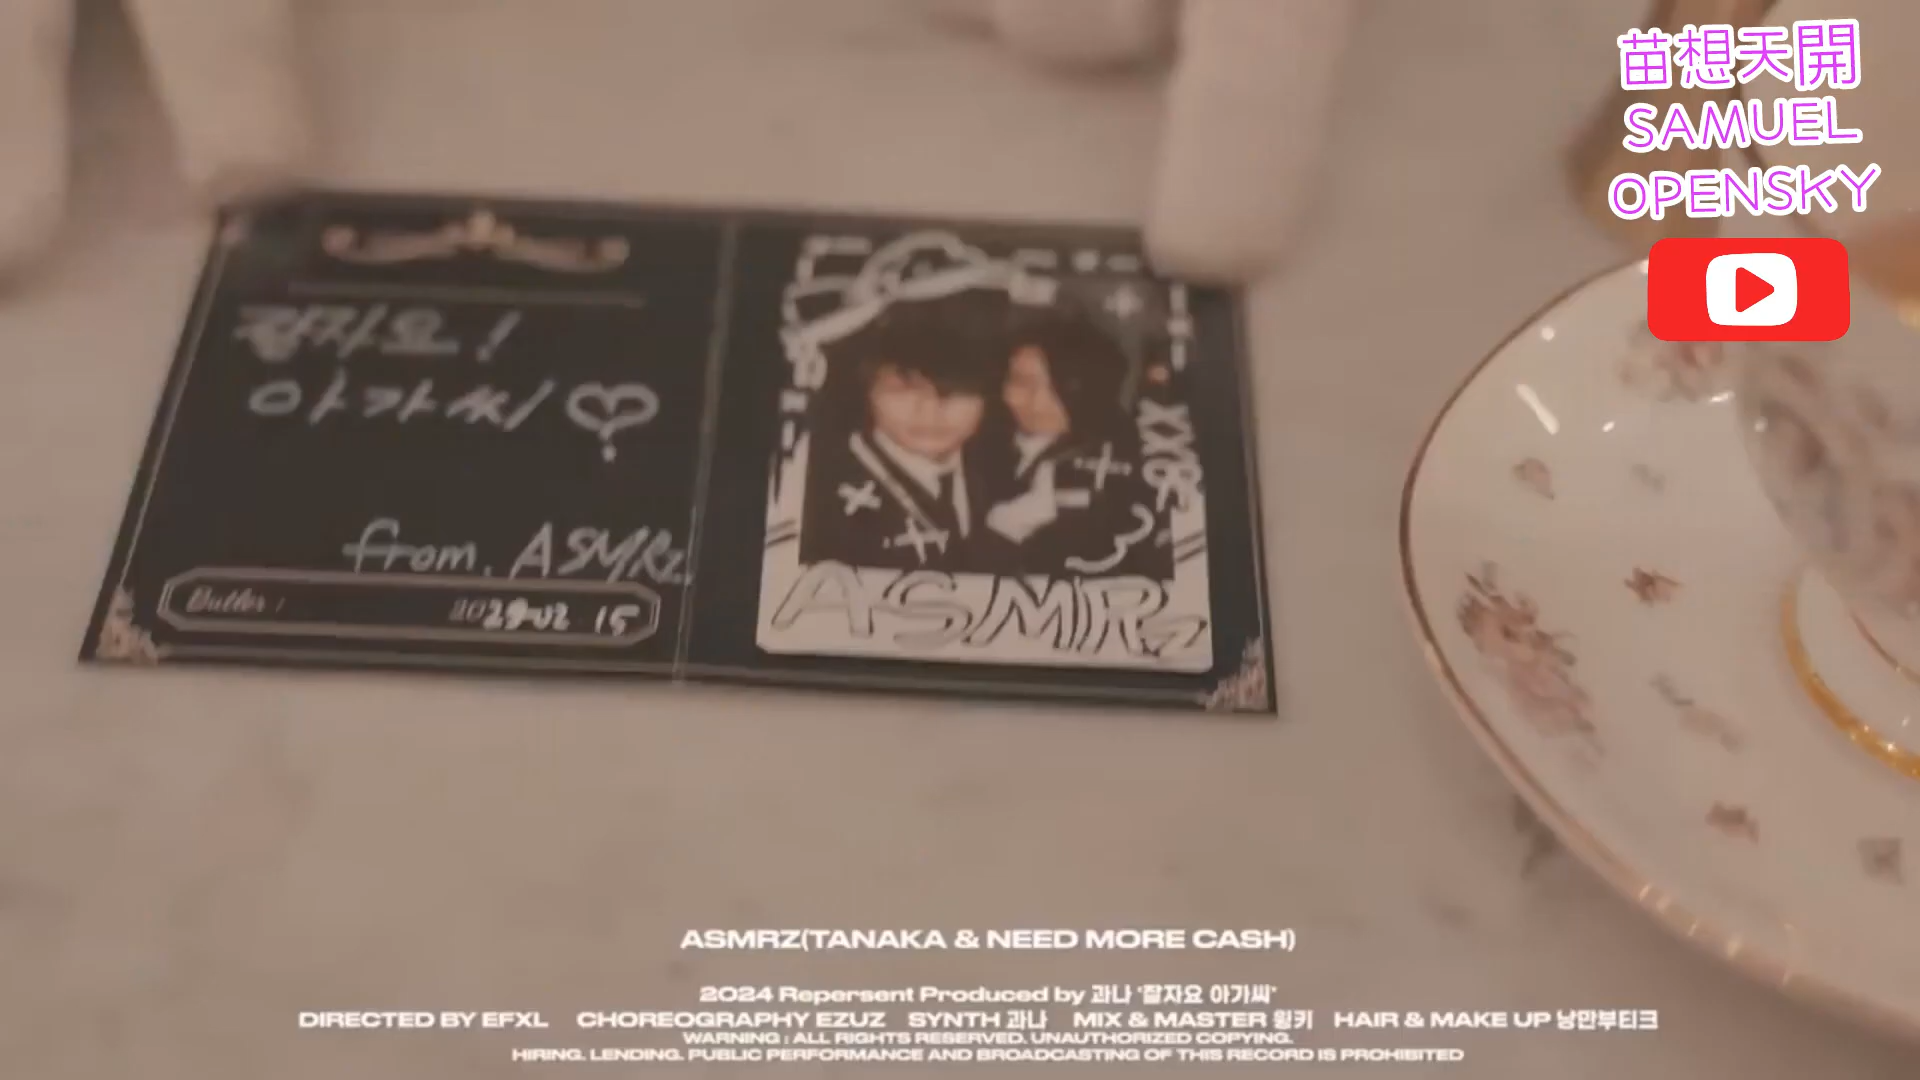 苗想天開
SAMUEL
OPENSKY
잘자요 !
아가씨
from. ASMRz
Butler :
ASMRz
ASMRZ(TANAKA & NEED MORE CASH)
2024 Repersent Produced by 과나 '잘자요 아가씨'
DIRECTED BY EFXL CHOREOGRAPHY EZUZ SYNTH 과나 MIX & MASTER 윙키 HAIR & MAKE UP 낭만부티크
WARNING : ALL RIGHTS RESERVED. UNAUTHORIZED COPYING.
HIRING. LENDING. PUBLIC PERFORMANCE AND BROADCASTING OF THIS RECORD IS PROHIBITED